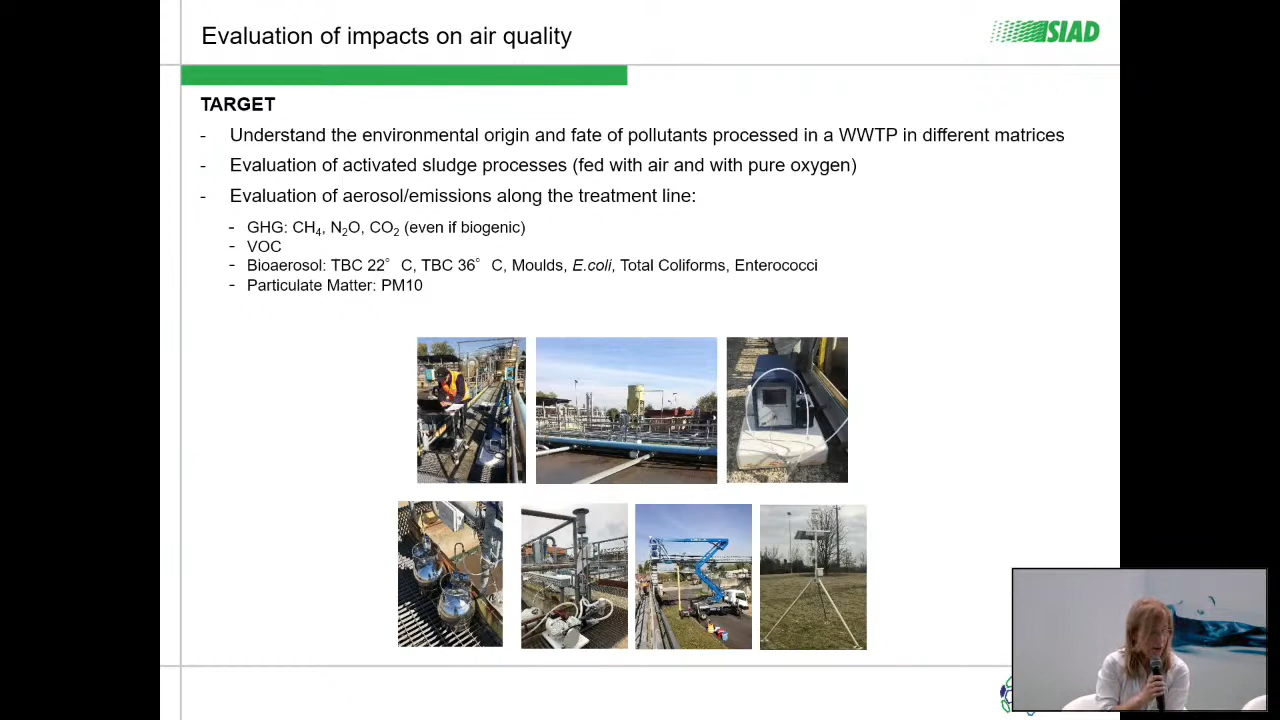 Evaluation of impacts on air quality
SIAD
TARGET
- Understand the environmental origin and fate of pollutants processed in a WWTP in different matrices
- Evaluation of activated sludge processes (fed with air and with pure oxygen)
- Evaluation of aerosol/emissions along the treatment line:
- GHG: CH4, N2O, CO2 (even if biogenic)
- VOC
- Bioaerosol: TBC 22° C, TBC 36° C, Moulds, E.coli, Total Coliforms, Enterococci
- Particulate Matter: PM10